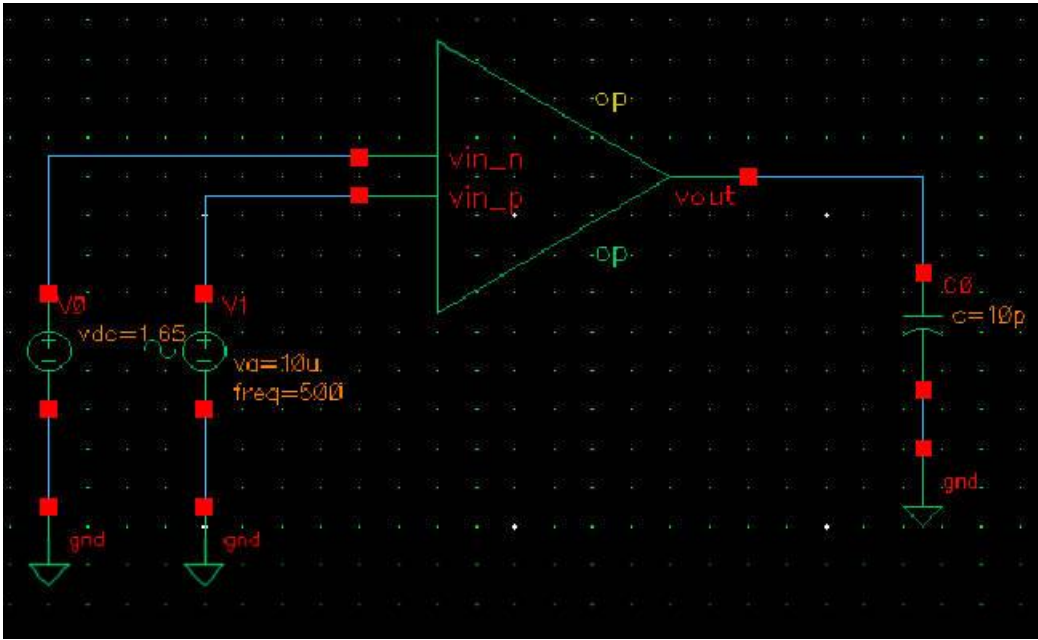 op
vin_n
vin_p
vout
op
V0
V1
C0
vdc=1.65
c=10p
va=10u
freq=500
gnd
gnd
gnd